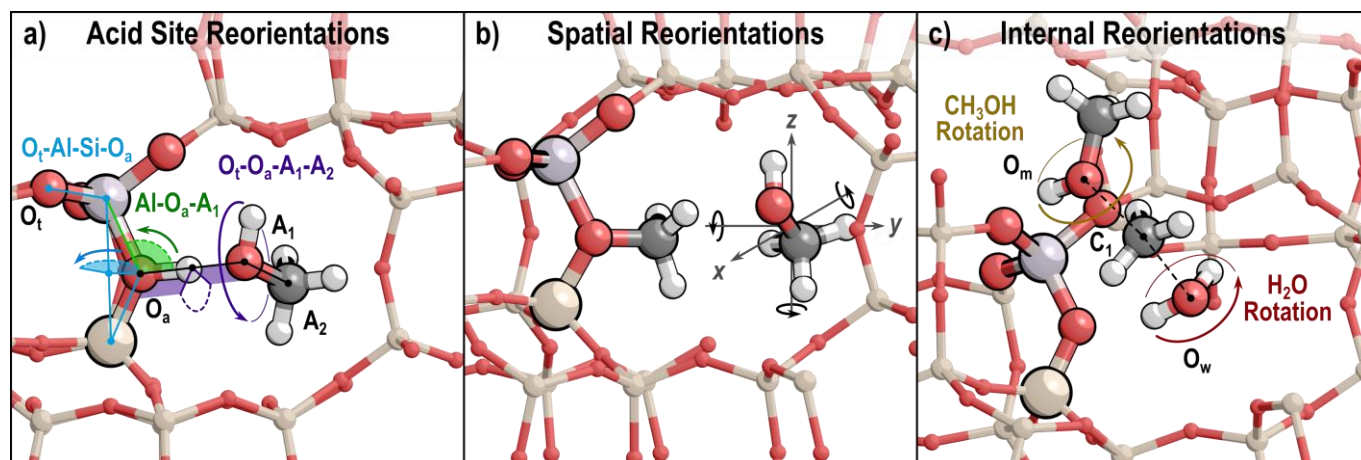 a) Acid Site Reorientations
Oₜ-Al-Si-Oₐ
Oₜ-Oₐ-A₁-A₂
Al-Oₐ-A₁
Oₜ
A₁
Oₐ
A₂
b) Spatial Reorientations
z
y
x
c) Internal Reorientations
CH₃OH
Rotation
Oₘ
C₁
H₂O
Rotation
O_w